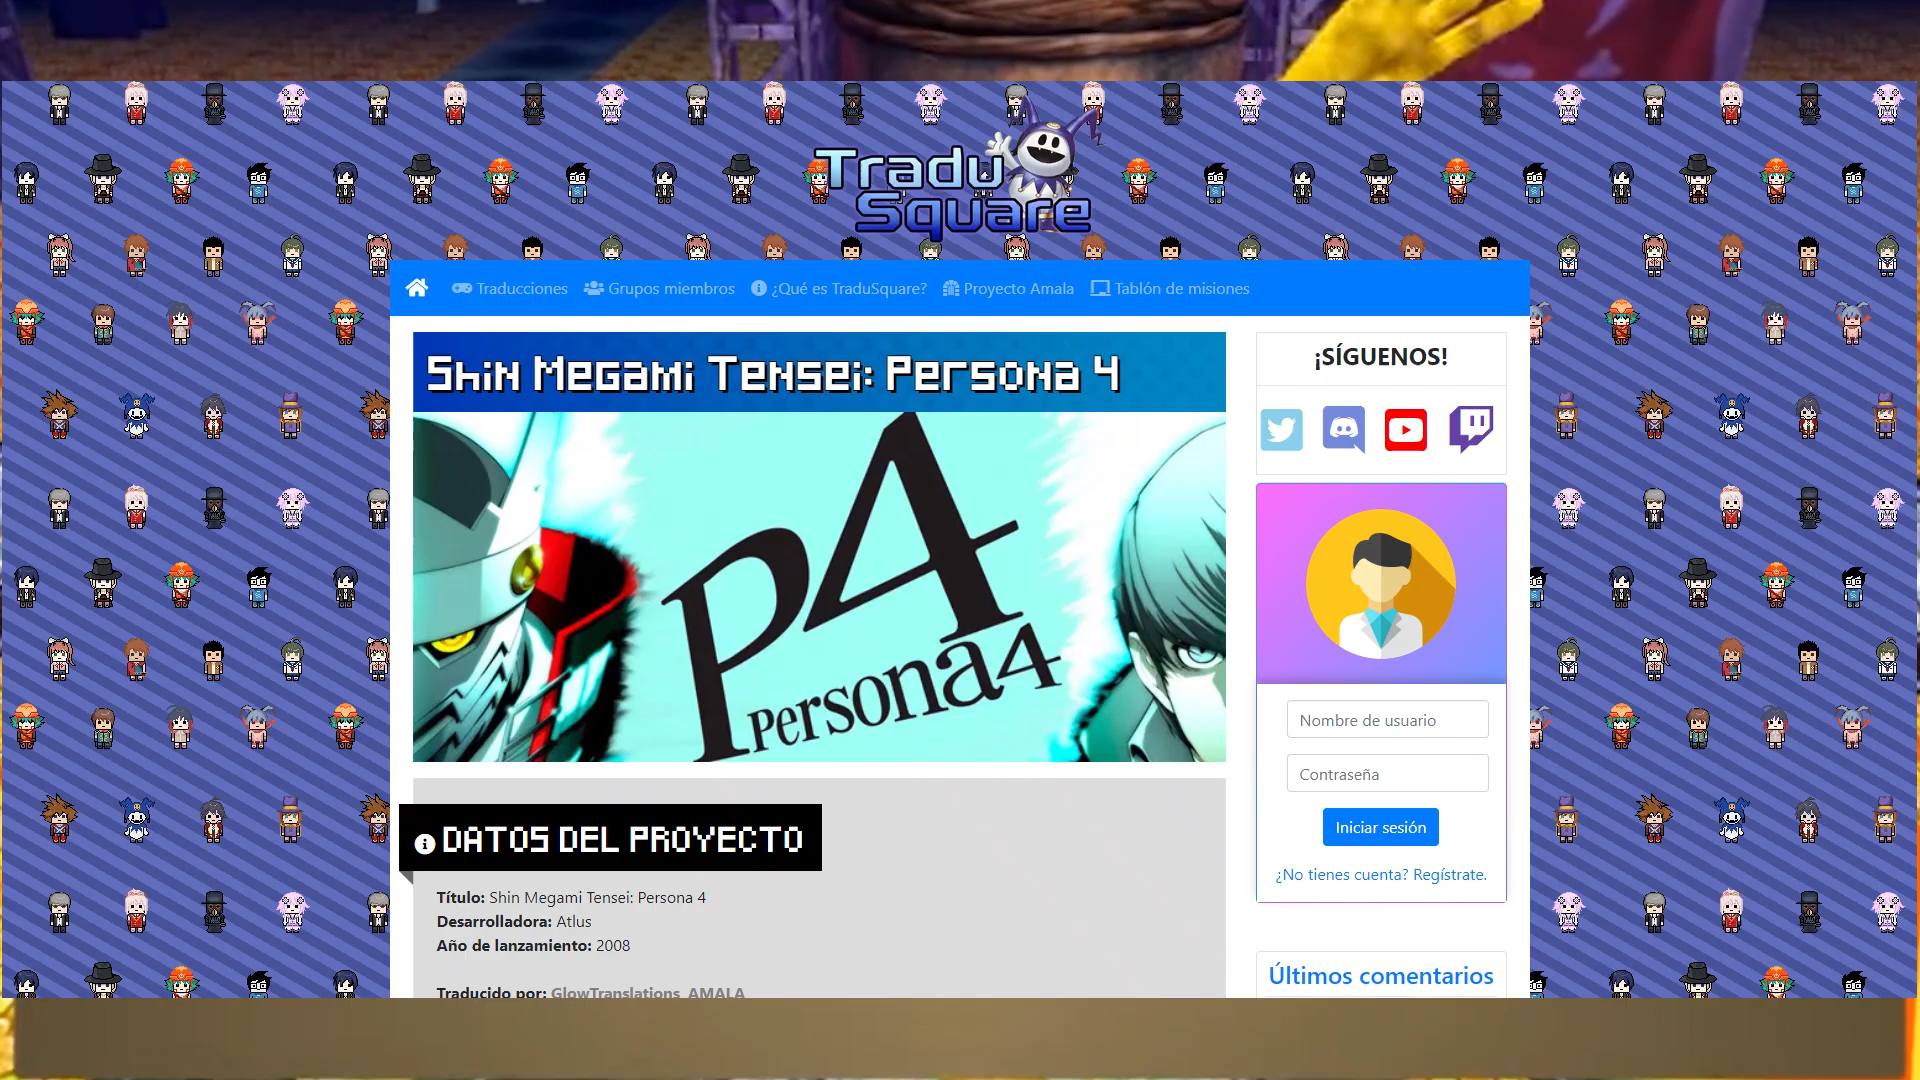 Tradu
Square
Traducciones
Grupos miembros
¿Qué es TraduSquare?
Proyecto Amala
Tablón de misiones
Shin Megami Tensei: Persona 4
P4
Persona4
DATOS DEL PROYECTO
Título: Shin Megami Tensei: Persona 4
Desarrolladora: Atlus
Año de lanzamiento: 2008
Traducido por: GlowTranslations, AMALA
¡SÍGUENOS!
Nombre de usuario
Contraseña
Iniciar sesión
¿No tienes cuenta? Regístrate.
Últimos comentarios